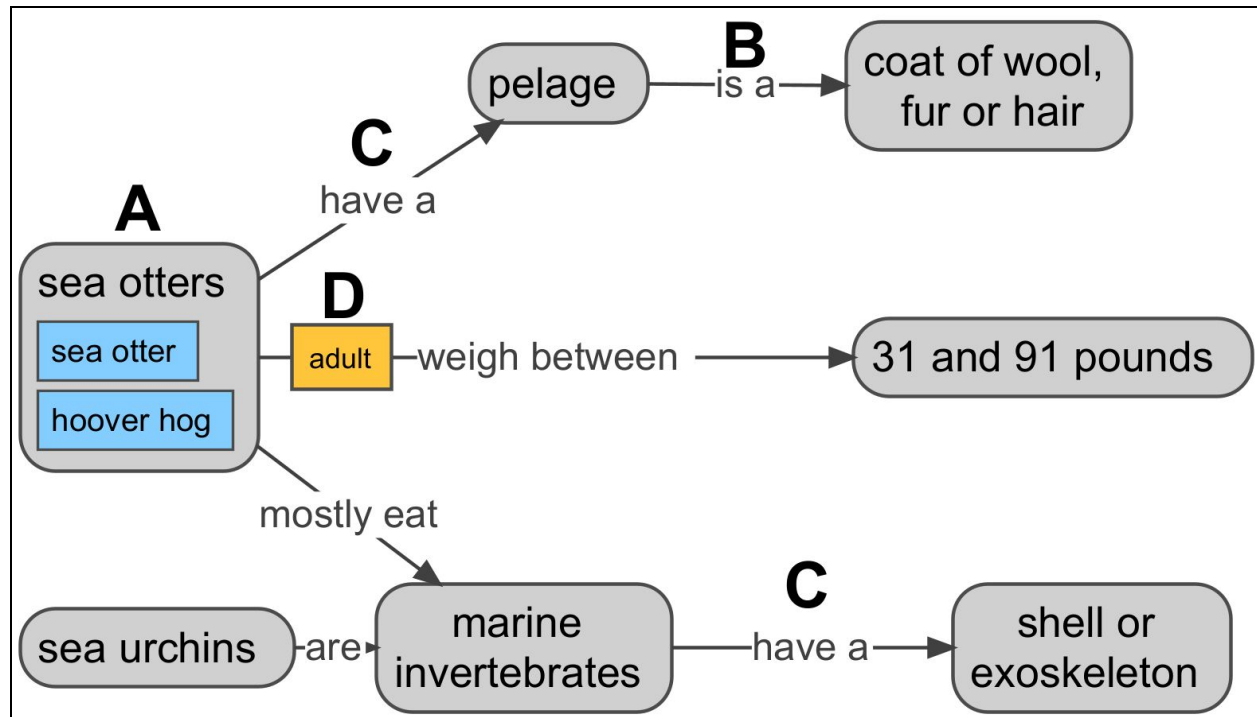 B
pelage
is a
coat of wool,
fur or hair
C
have a
A
sea otters
sea otter
hoover hog
D
adult
weigh between
31 and 91 pounds
mostly eat
sea urchins
are
marine
invertebrates
C
have a
shell or
exoskeleton